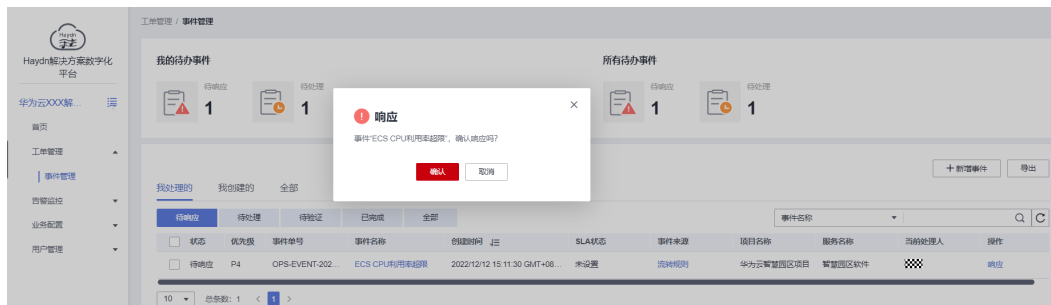 工单管理 / 事件管理
Haydn
解决方案数字化
Haydn解决方案数字化
平台
华为云XXX解...
首页
工单管理
事件管理
告警监控
业务配置
用户管理
我的待办事件
待响应
1
待处理
1
所有待办事件
待响应
1
待处理
1
响应
事件"ECS CPU利用率超限"，确认响应吗?
确认
取消
新增事件
导出
我处理的
我创建的
全部
待响应
待处理
待验证
已完成
全部
事件名称
状态
优先级
事件单号
事件名称
创建时间
SLA状态
事件来源
项目名称
服务名称
当前处理人
操作
待响应
P4
OPS-EVENT-202...
ECS CPU利用率超限
2022/12/12 15:11:30 GMT+08...
未设置
流转规则
华为云智慧园区项目
智慧园区软件
响应
10
总条数: 1
1